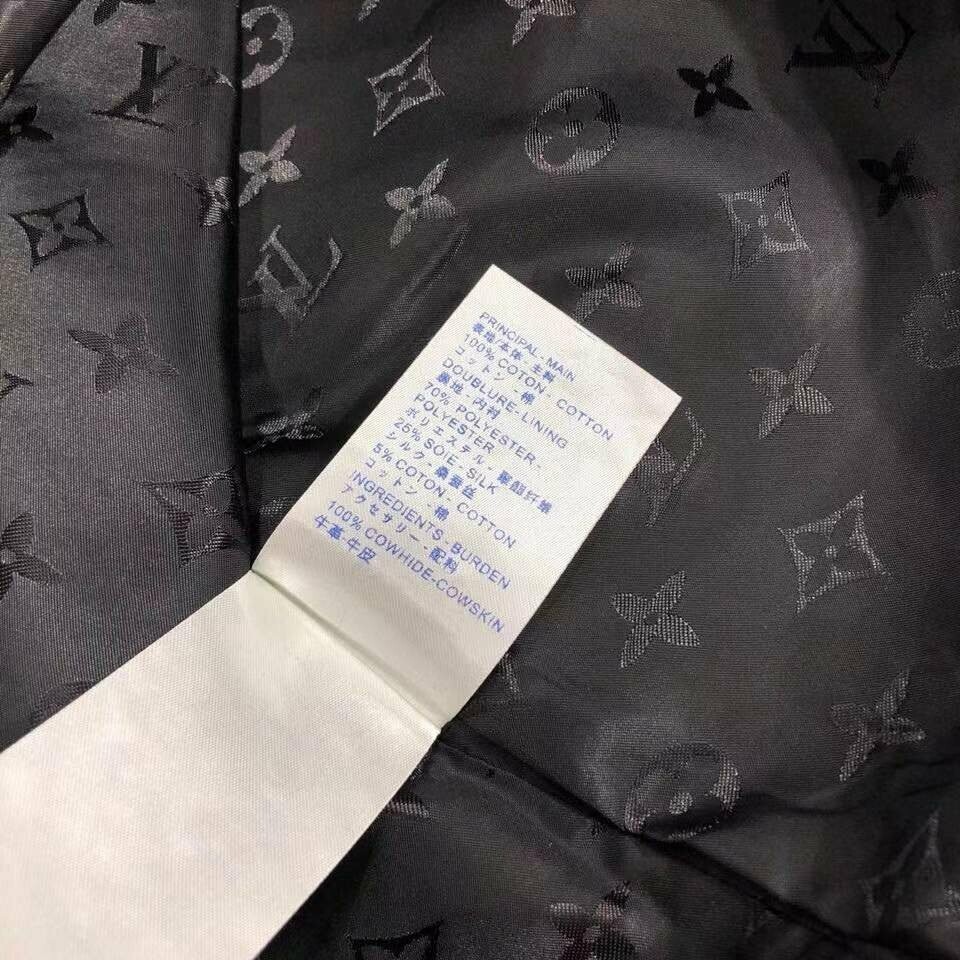 PRINCIPAL-MAIN
表地/本体-主料
100% COTON-COTTON
コットン-棉
DOUBLURE-LINING
裏地-内衬
70% POLYESTER-
POLYESTER
ポリエステル-聚酯纤维
25% SOIE-SILK
シルク-桑蚕丝
5% COTON-COTTON
コットン-棉
INGREDIENTS-BURDEN
アクセサリー-配料
100% COWHIDE-COWSKIN
牛革-牛皮